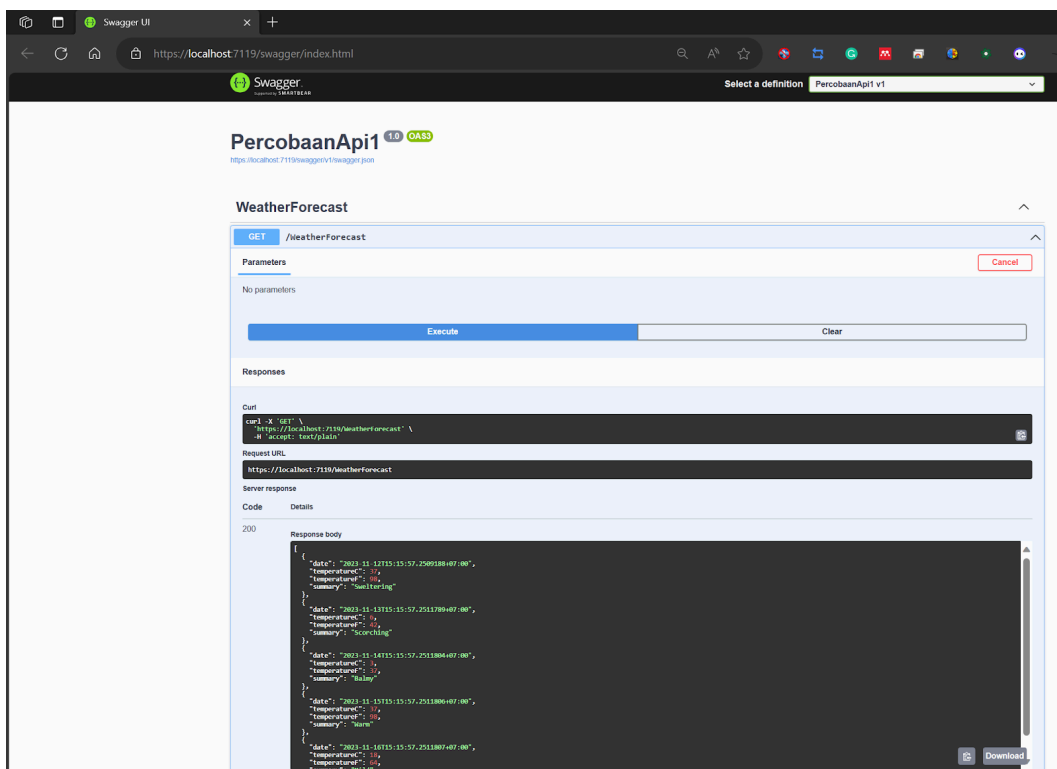 Swagger UI
https://localhost:7119/swagger/index.html
Swagger.
Supported by SMARTBEAR
Select a definition
PercobaanApi1 v1
PercobaanApi1 1.0 OAS3
https://localhost:7119/swagger/v1/swagger.json
WeatherForecast
GET /WeatherForecast
Parameters
Cancel
No parameters
Execute
Clear
Responses
Curl
curl -X 'GET' \
'https://localhost:7119/WeatherForecast' \
-H 'accept: text/plain'
Request URL
https://localhost:7119/WeatherForecast
Server response
Code Details
200
Response body
[
{
"date": "2023-11-12T15:15:57.2509188+07:00",
"temperatureC": 37,
"temperatureF": 98,
"summary": "Sweltering"
},
{
"date": "2023-11-13T15:15:57.2511789+07:00",
"temperatureC": 6,
"temperatureF": 42,
"summary": "Scorching"
},
{
"date": "2023-11-14T15:15:57.2511804+07:00",
"temperatureC": 3,
"temperatureF": 37,
"summary": "Balmy"
},
{
"date": "2023-11-15T15:15:57.2511806+07:00",
"temperatureC": 37,
"temperatureF": 98,
"summary": "Warm"
},
{
"date": "2023-11-16T15:15:57.2511807+07:00",
"temperatureC": 18,
"temperatureF": 64,
Download